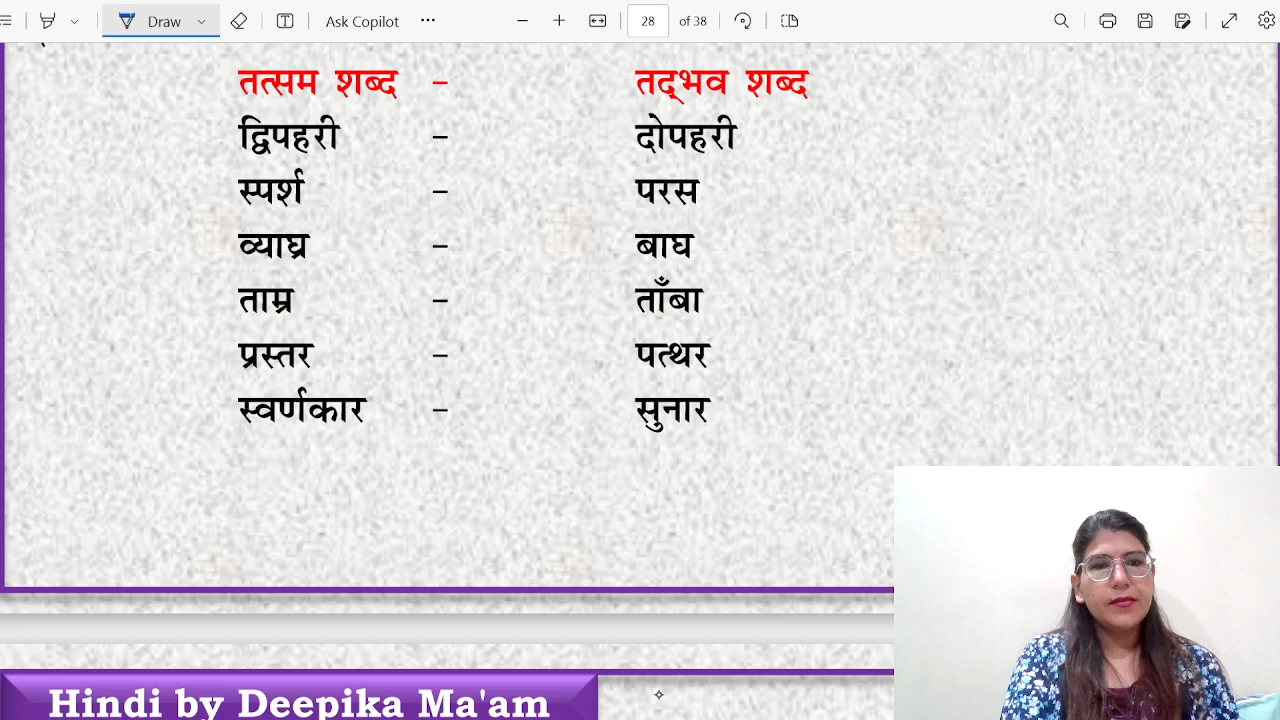 Draw
Ask Copilot
28 of 38
तत्सम शब्द - तद्‌भव शब्द
द्विपहरी - दोपहरी
स्पर्श - परस
व्याघ्र - बाघ
ताम्र - ताँबा
प्रस्तर - पत्थर
स्वर्णकार - सुनार
Hindi by Deepika Ma'am